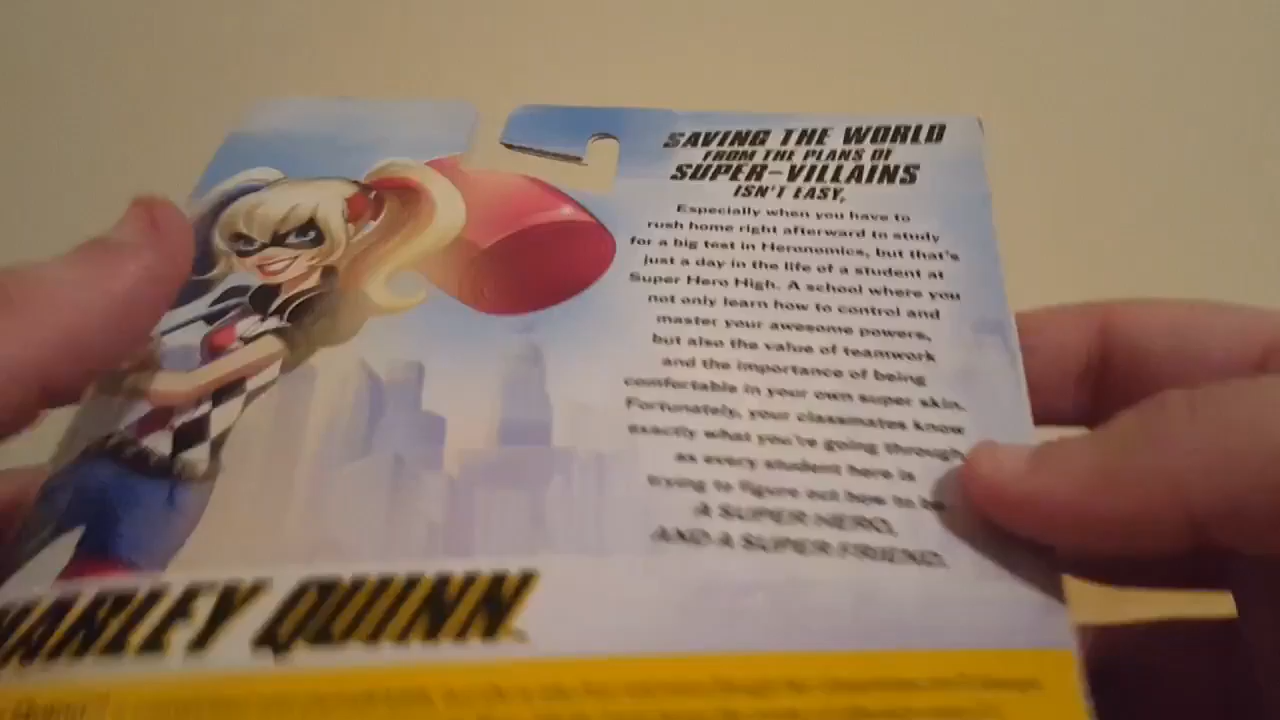 SAVING THE WORLD
FROM THE PLANS OF
SUPER-VILLAINS
ISN'T EASY,
Especially when you have to
rush home right afterward to study
for a big test in Heronomics, but that's
just a day in the life of a student at
Super Hero High. A school where you
not only learn how to control and
master your awesome powers,
but also the value of teamwork
and the importance of being
comfortable in your own super skin.
Fortunately, your classmates know
exactly what you're going through
as every student here is
trying to figure out how to be
A SUPER HERO,
AND A SUPER FRIEND.
HARLEY QUINN